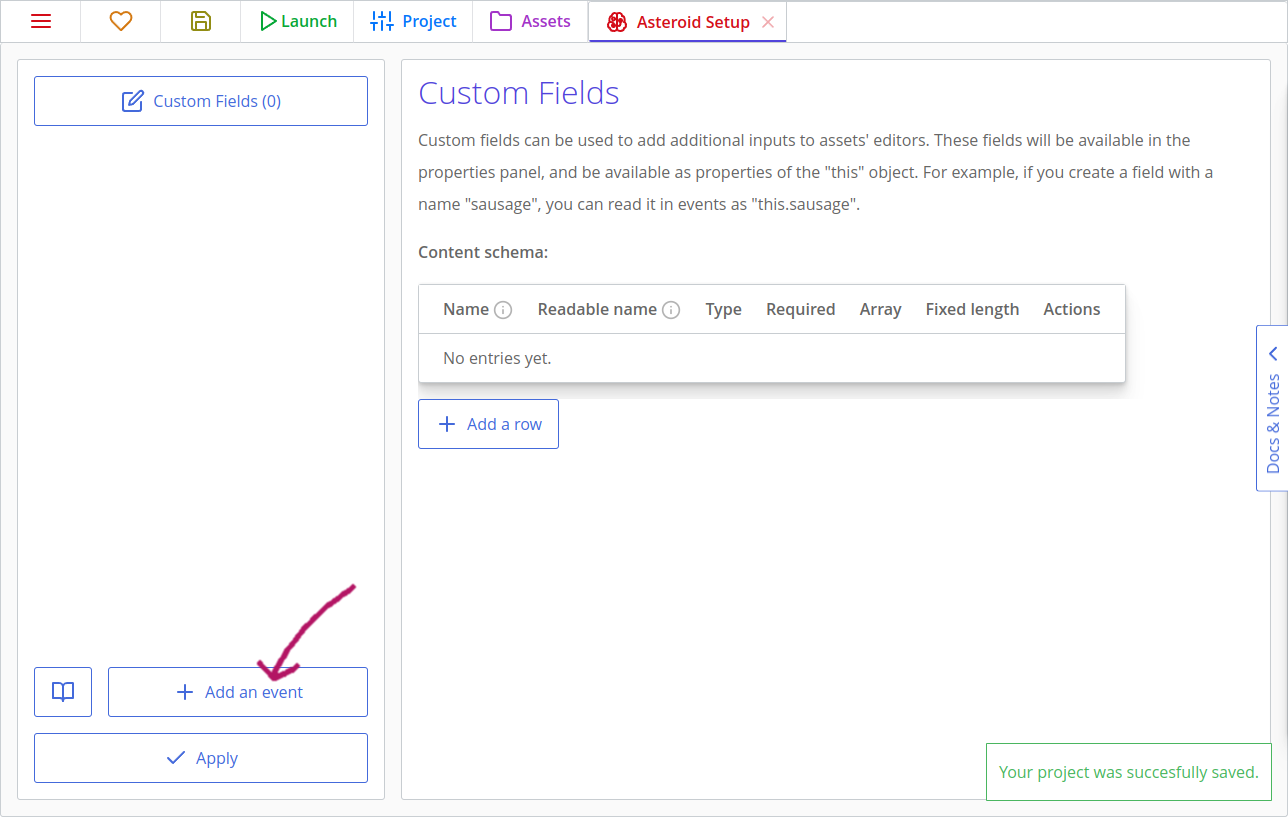 Launch Project Assets Asteroid Setup
Custom Fields (0)
Custom Fields
Custom fields can be used to add additional inputs to assets' editors. These fields will be available in the
properties panel, and be available as properties of the "this" object. For example, if you create a field with a
name "sausage", you can read it in events as "this.sausage".
Content schema:
Name Readable name Type Required Array Fixed length Actions
No entries yet.
Add a row
Docs & Notes
Add an event
Apply
Your project was succesfully saved.